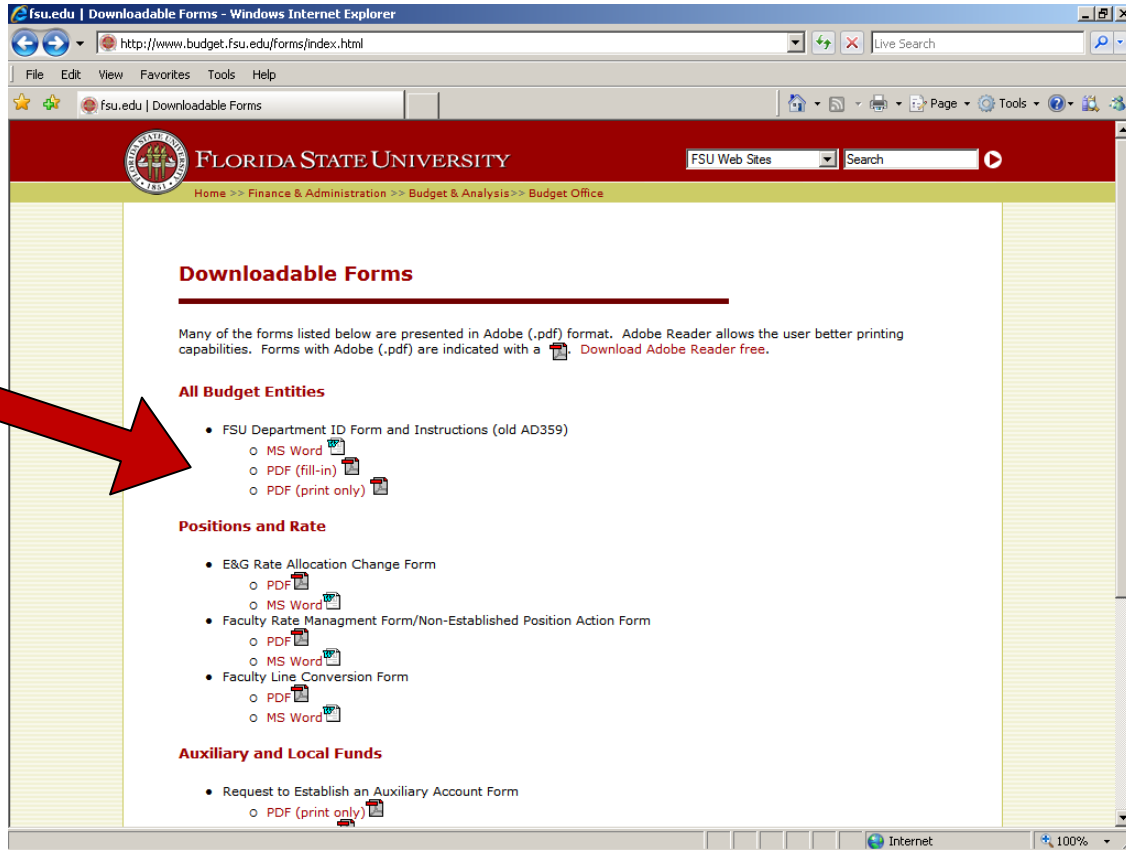 fsu.edu | Downloadable Forms - Windows Internet Explorer
http://www.budget.fsu.edu/forms/index.html
Live Search
File Edit View Favorites Tools Help
fsu.edu | Downloadable Forms
Page Tools
STATE UNIVERSITY
1851
FLORIDA STATE UNIVERSITY
FSU Web Sites
Search
Home >> Finance & Administration >> Budget & Analysis>> Budget Office
Downloadable Forms
Many of the forms listed below are presented in Adobe (.pdf) format. Adobe Reader allows the user better printing
capabilities. Forms with Adobe (.pdf) are indicated with a . Download Adobe Reader free.
All Budget Entities
• FSU Department ID Form and Instructions (old AD359)
o MS Word
o PDF (fill-in)
o PDF (print only)
Positions and Rate
• E&G Rate Allocation Change Form
o PDF
o MS Word
• Faculty Rate Managment Form/Non-Established Position Action Form
o PDF
o MS Word
• Faculty Line Conversion Form
o PDF
o MS Word
Auxiliary and Local Funds
• Request to Establish an Auxiliary Account Form
o PDF (print only)
Internet
100%